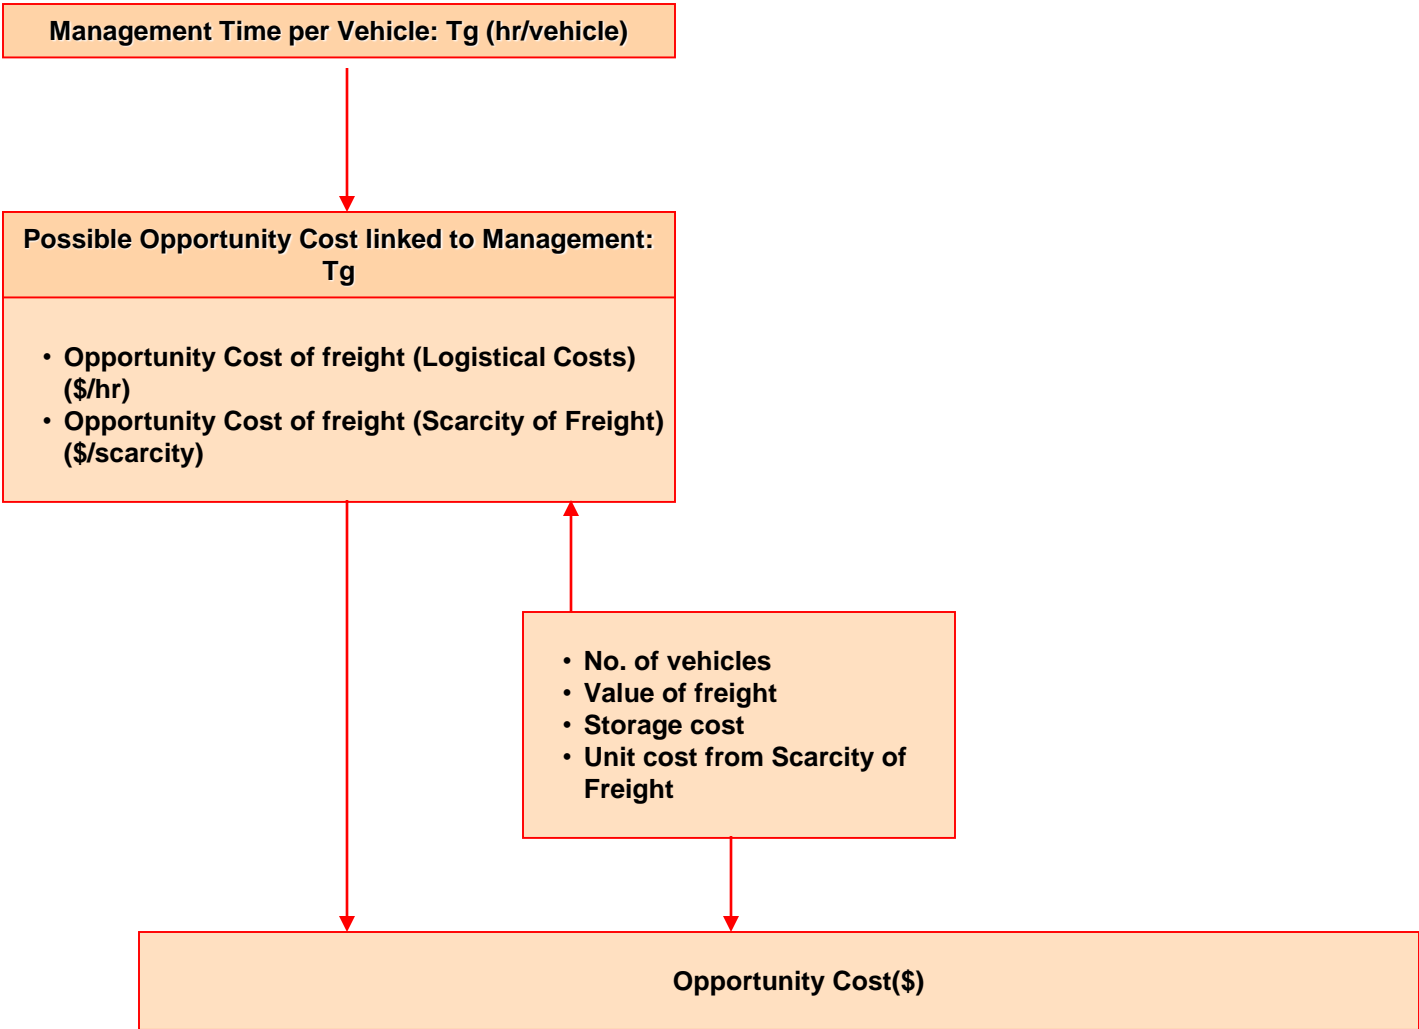 Management Time per Vehicle: Tg (hr/vehicle)
Possible Opportunity Cost linked to Management:
Tg
• Opportunity Cost of freight (Logistical Costs)
($/hr)
• Opportunity Cost of freight (Scarcity of Freight)
($/scarcity)
• No. of vehicles
• Value of freight
• Storage cost
• Unit cost from Scarcity of
Freight
Opportunity Cost($)